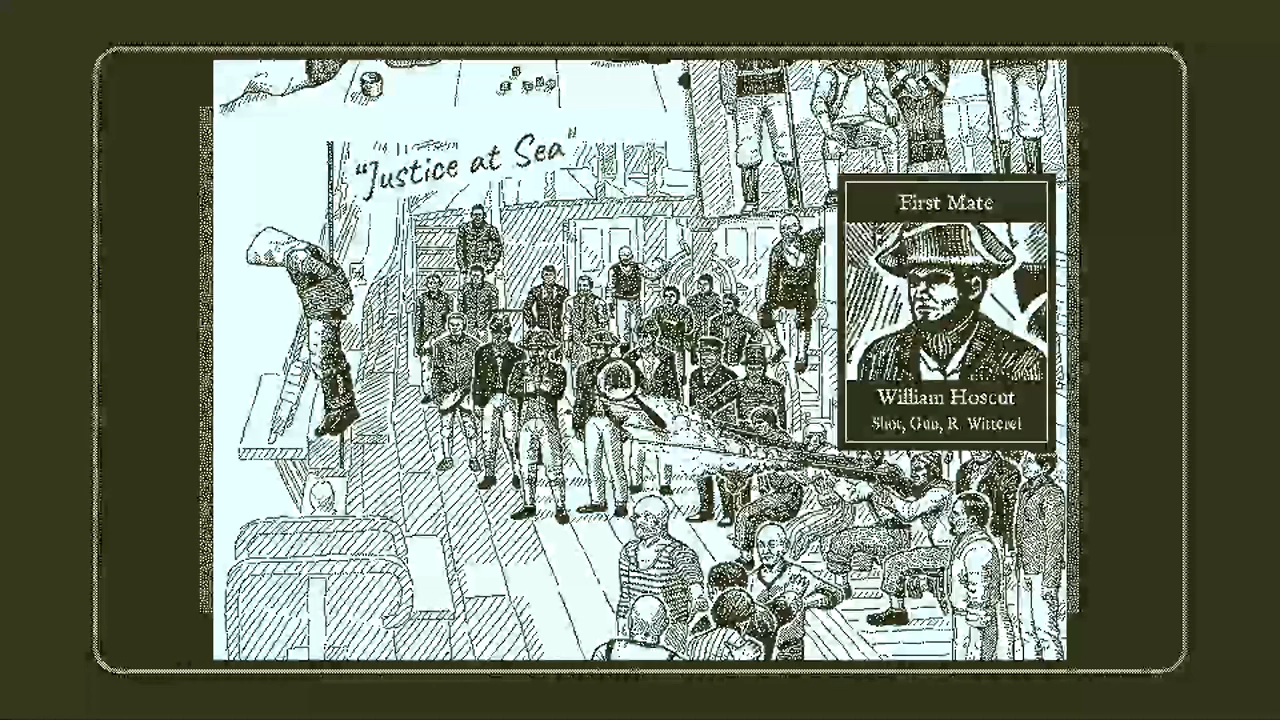 "Justice at Sea"
First Mate
William Hoscut
Shot, Gun, R. Witterel